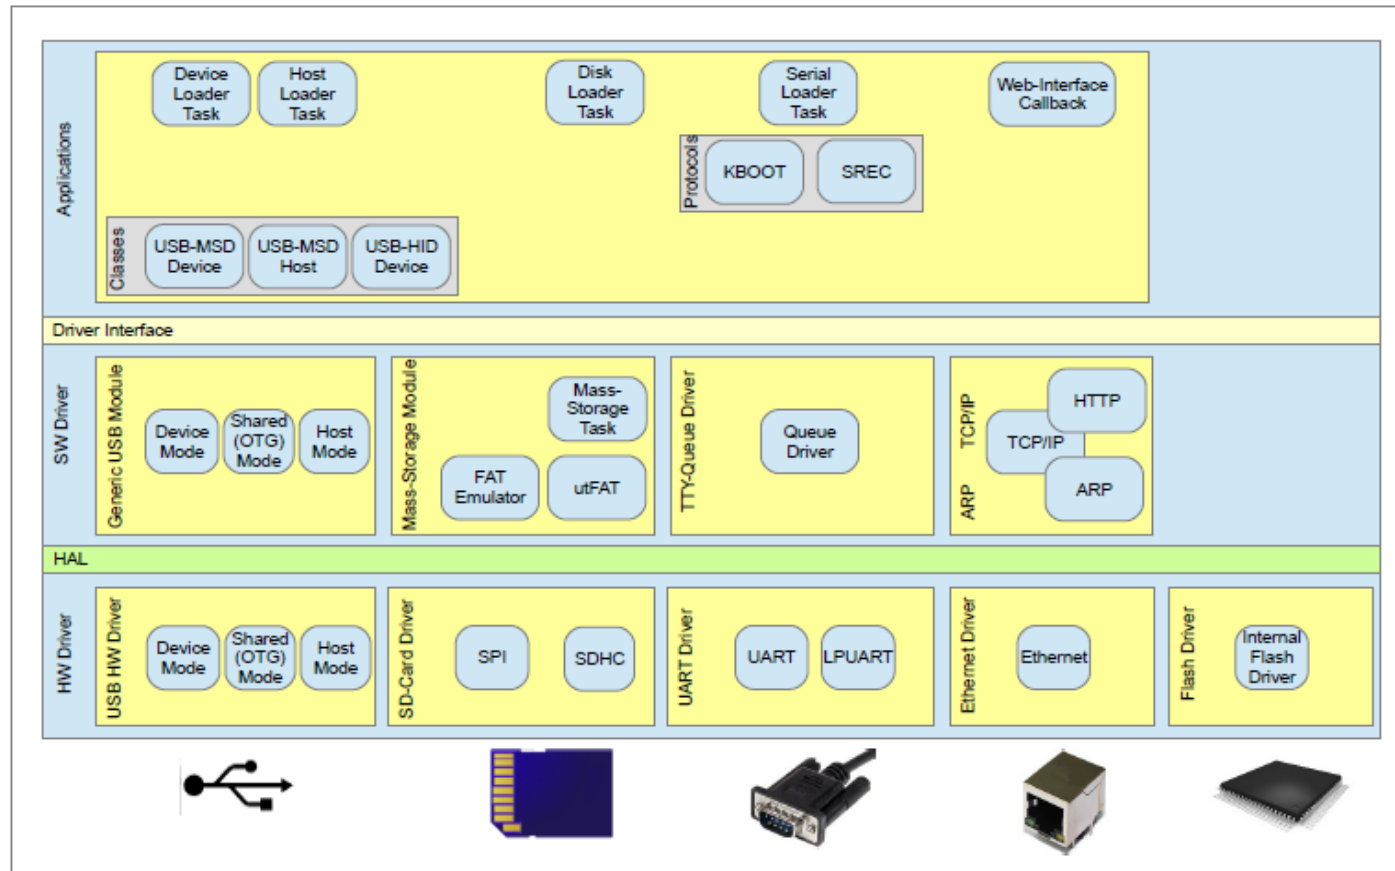 Applications
Device
Loader
Task
Host
Loader
Task
Disk
Loader
Task
Serial
Loader
Task
Web-Interface
Callback
Protocols
KBOOT
SREC
Classes
USB-MSD
Device
USB-MSD
Host
USB-HID
Device
Driver Interface
SW Driver
Generic USB Module
Device
Mode
Shared
(OTG)
Mode
Host
Mode
Mass-Storage Module
Mass-
Storage
Task
FAT
Emulator
utFAT
TTY-Queue Driver
Queue
Driver
ARP TCP/IP
HTTP
TCP/IP
ARP
HAL
HW Driver
USB HW Driver
Device
Mode
Shared
(OTG)
Mode
Host
Mode
SD-Card Driver
SPI
SDHC
UART Driver
UART
LPUART
Ethernet Driver
Ethernet
Flash Driver
Internal
Flash
Driver